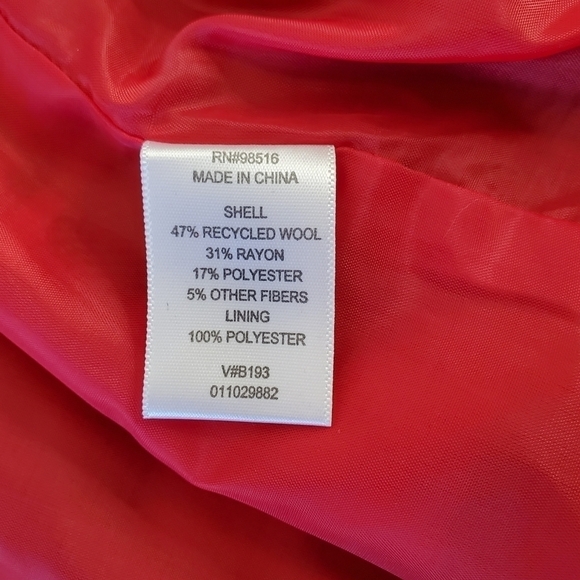 RN#98516
MADE IN CHINA
SHELL
47% RECYCLED WOOL
31% RAYON
17% POLYESTER
5% OTHER FIBERS
LINING
100% POLYESTER
V#B193
011029882